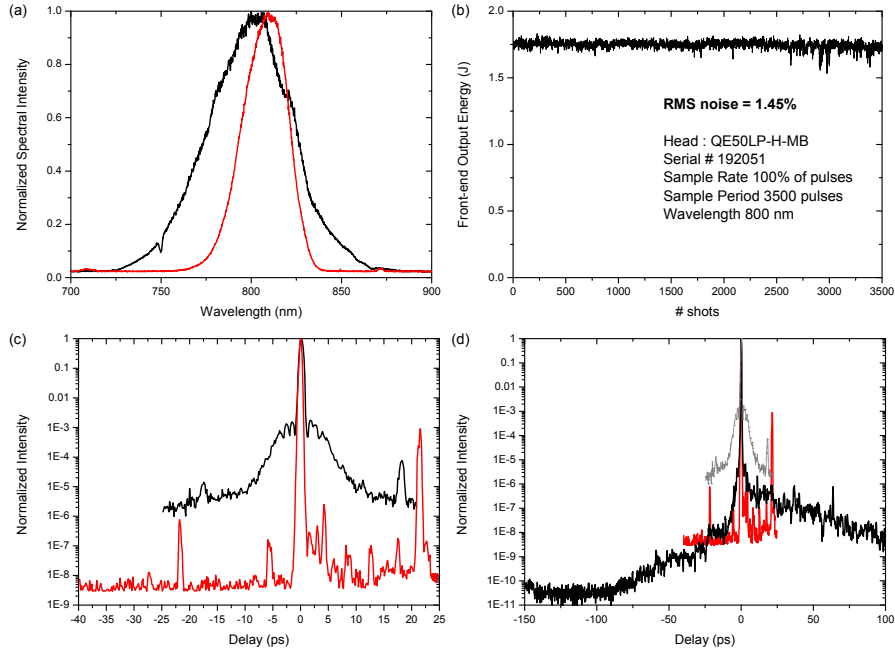 (a)
1.0
0.8
0.6
0.4
0.2
0.0
700
750
800
850
900
Normalized Spectral Intensity
Wavelength (nm)
(b)
2.0
1.6
1.2
0.8
0.4
0.0
0
500
1000
1500
2000
2500
3000
3500
Front-end Output Energy (J)
# shots
RMS noise = 1.45%
Head : QE50LP-H-MB
Serial # 192051
Sample Rate 100% of pulses
Sample Period 3500 pulses
Wavelength 800 nm
(c)
1
0.1
0.01
1E-3
1E-4
1E-5
1E-6
1E-7
1E-8
1E-9
-40
-35
-30
-25
-20
-15
-10
-5
0
5
10
15
20
25
Normalized Intensity
Delay (ps)
(d)
1
0.1
0.01
1E-3
1E-4
1E-5
1E-6
1E-7
1E-8
1E-9
1E-10
1E-11
-150
-100
-50
0
50
100
Normalized Intensity
Delay (ps)